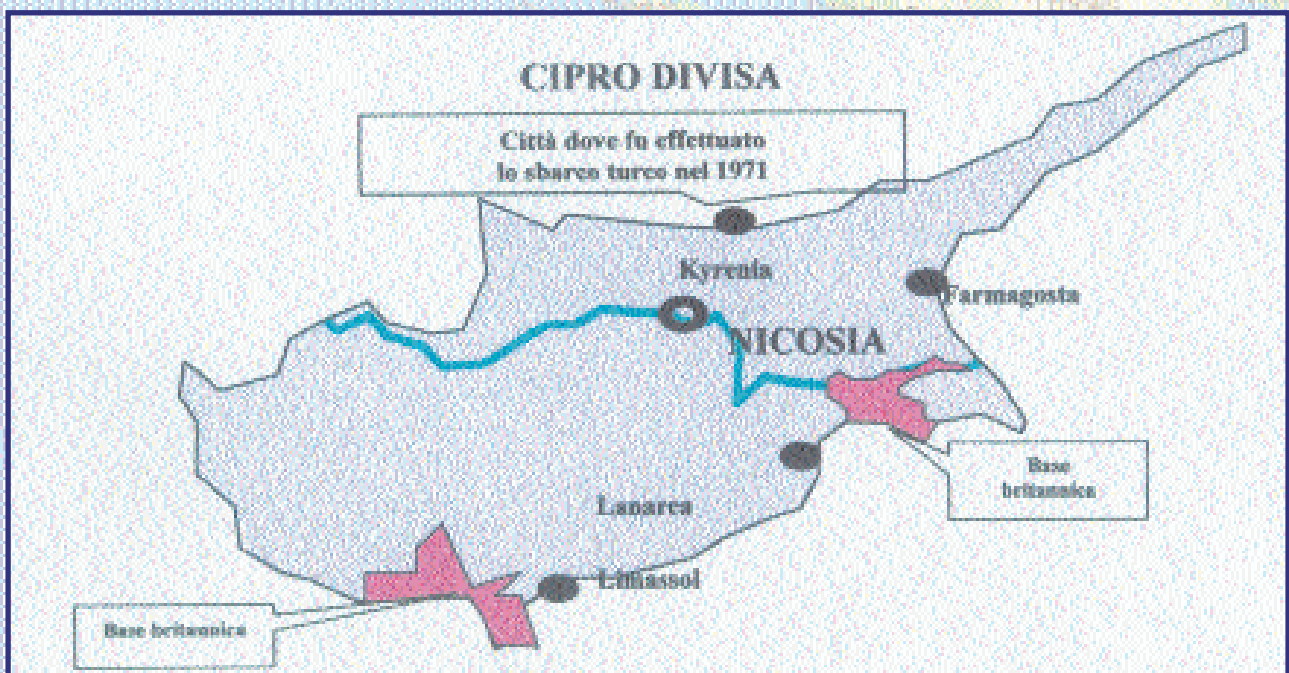 CIPRO DIVISA
Città dove fu effettuato
lo sbarco turco nel 1971
Kyrenia
Farmagosta
NICOSIA
Base
britannica
Lanarca
Limassol
Base britannica